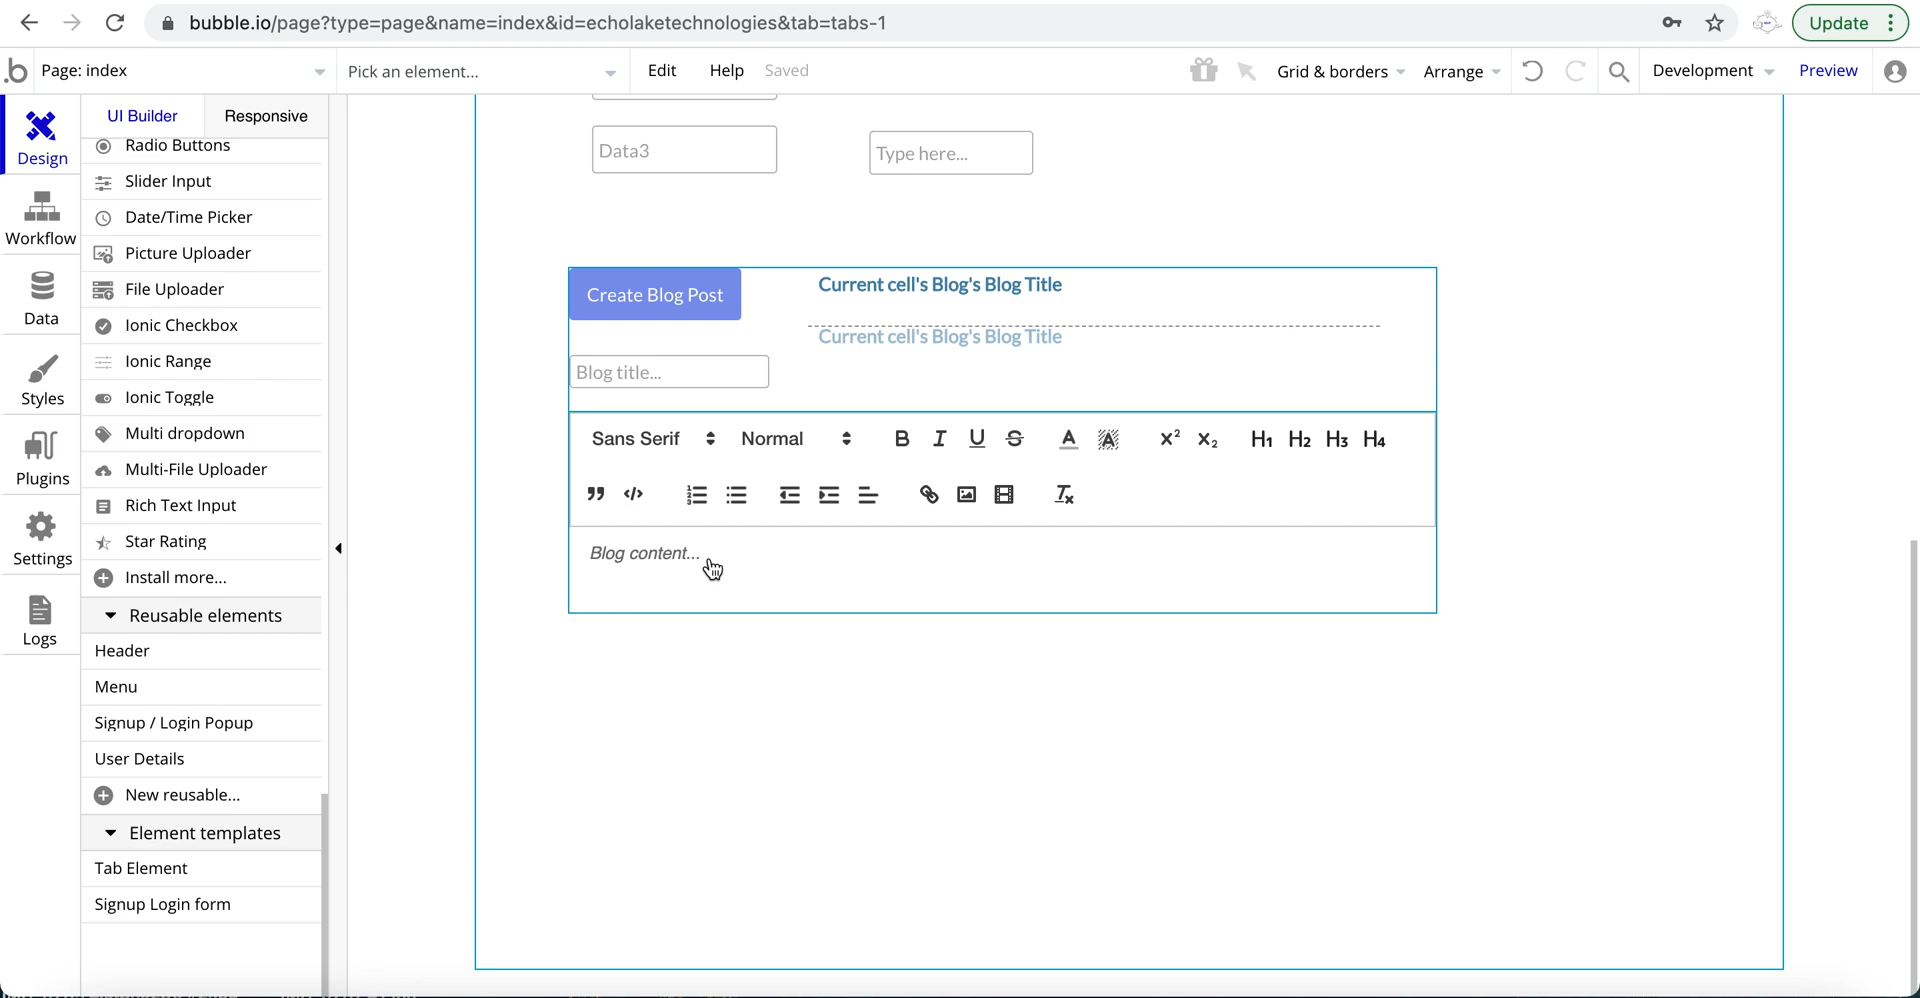 bubble.io/page?type=page&name=index&id=echolaketechnologies&tab=tabs-1
Update
Page: index
Pick an element...
Edit
Help
Saved
Grid & borders
Arrange
Development
Preview
Design
Workflow
Data
Styles
Plugins
Settings
Logs
UI Builder
Responsive
Radio Buttons
Slider Input
Date/Time Picker
Picture Uploader
File Uploader
Ionic Checkbox
Ionic Range
Ionic Toggle
Multi dropdown
Multi-File Uploader
Rich Text Input
Star Rating
Install more...
Reusable elements
Header
Menu
Signup / Login Popup
User Details
New reusable...
Element templates
Tab Element
Signup Login form
Data3
Type here...
Create Blog Post
Current cell's Blog's Blog Title
Current cell's Blog's Blog Title
Blog title...
Sans Serif Normal B I U S A A X² X₂ H1 H2 H3 H4
Blog content...